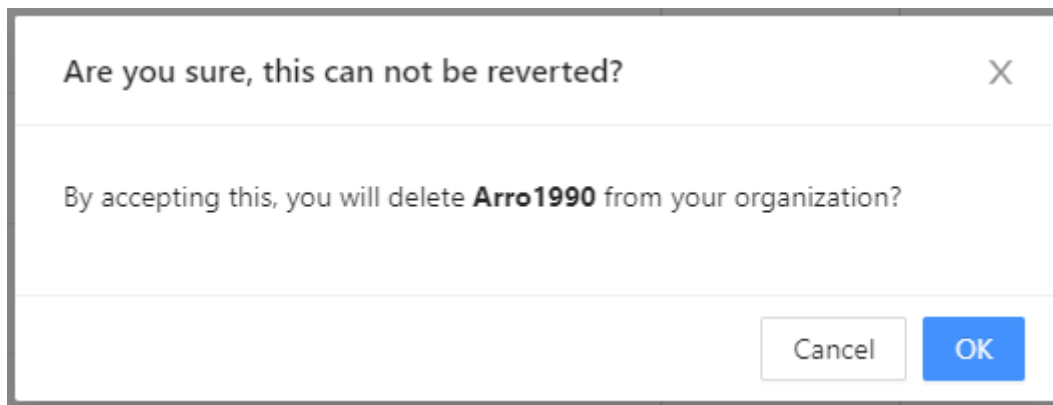 Are you sure, this can not be reverted?
By accepting this, you will delete Arro1990 from your organization?
Cancel
OK